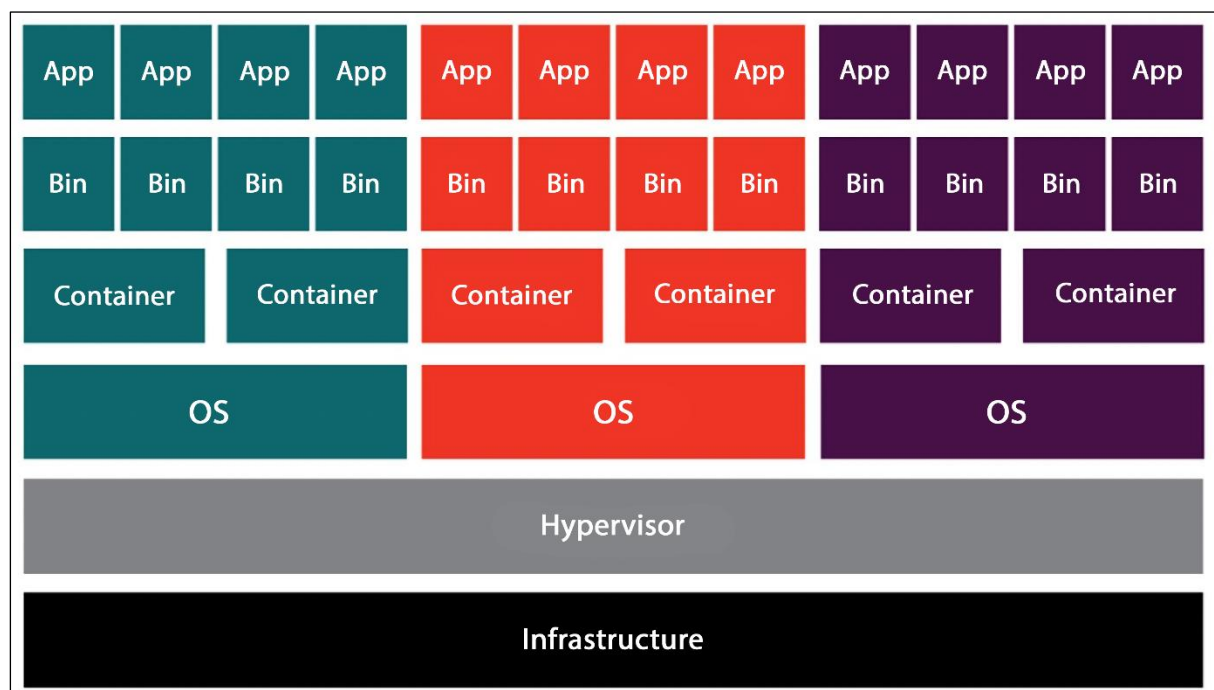 App App App App App App App App App App App App
Bin Bin Bin Bin Bin Bin Bin Bin Bin Bin Bin Bin
Container Container Container Container Container Container
OS OS OS
Hypervisor
Infrastructure